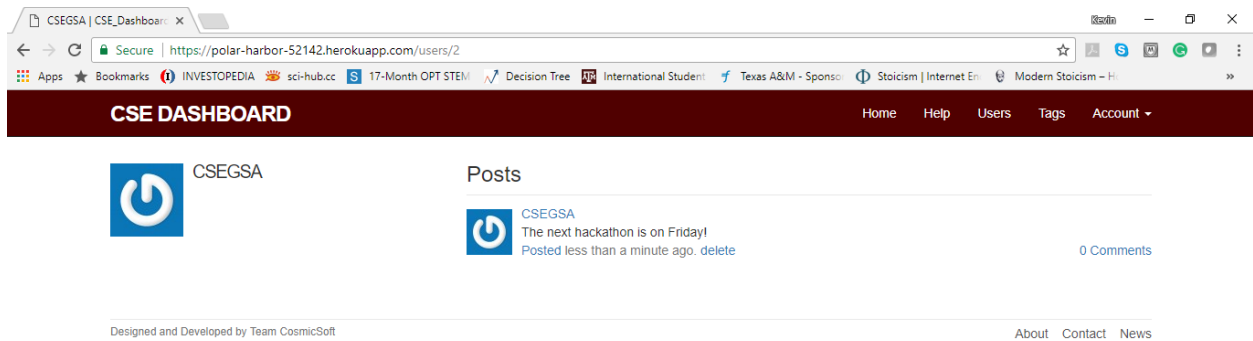 CSEGSA | CSE_Dashboard
Kevin
Secure | https://polar-harbor-52142.herokuapp.com/users/2
Apps Bookmarks INVESTOPEDIA sci-hub.cc S 17-Month OPT STEM Decision Tree International Student Texas A&M - Sponso Stoicism | Internet En Modern Stoicism – H »
CSE DASHBOARD Home Help Users Tags Account
CSEGSA Posts
CSEGSA
The next hackathon is on Friday!
Posted less than a minute ago. delete 0 Comments
Designed and Developed by Team CosmicSoft About Contact News